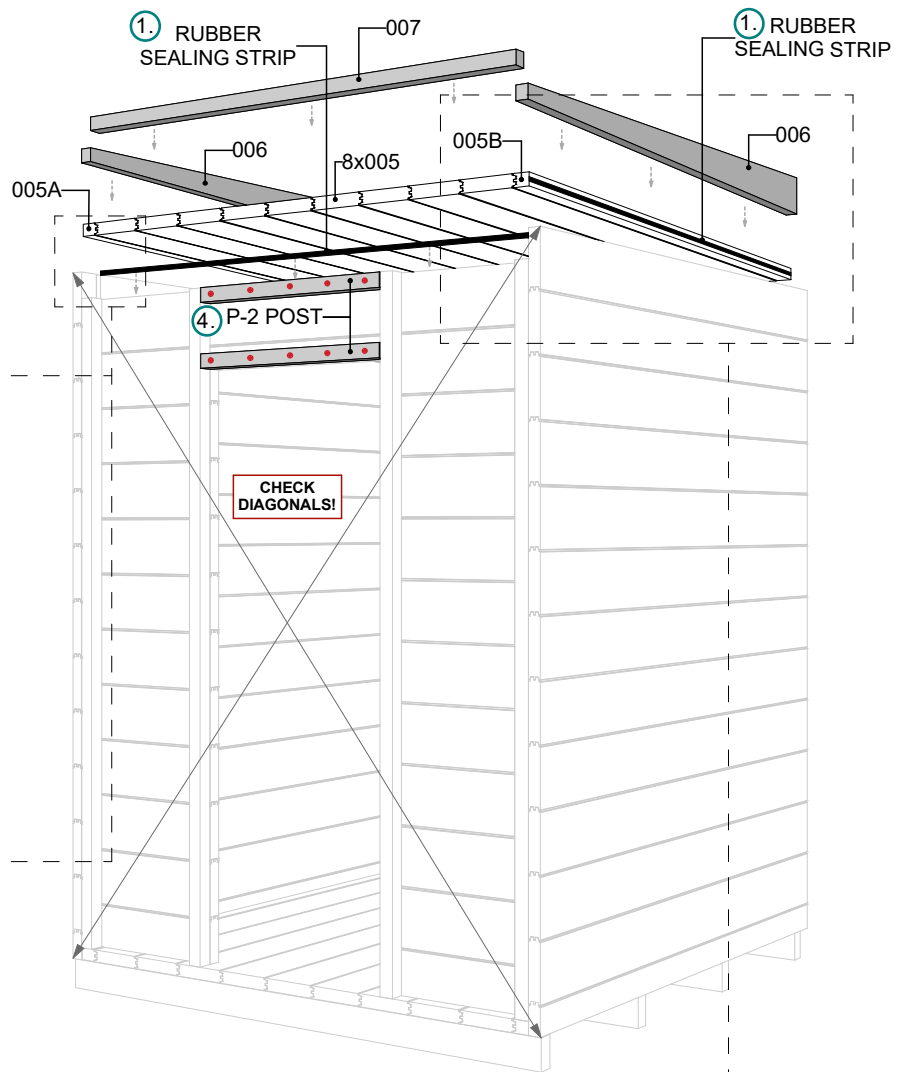 1. RUBBER
SEALING STRIP
007
1. RUBBER
SEALING STRIP
006
8x005
005B
006
005A
4. P-2 POST
CHECK
DIAGONALS!